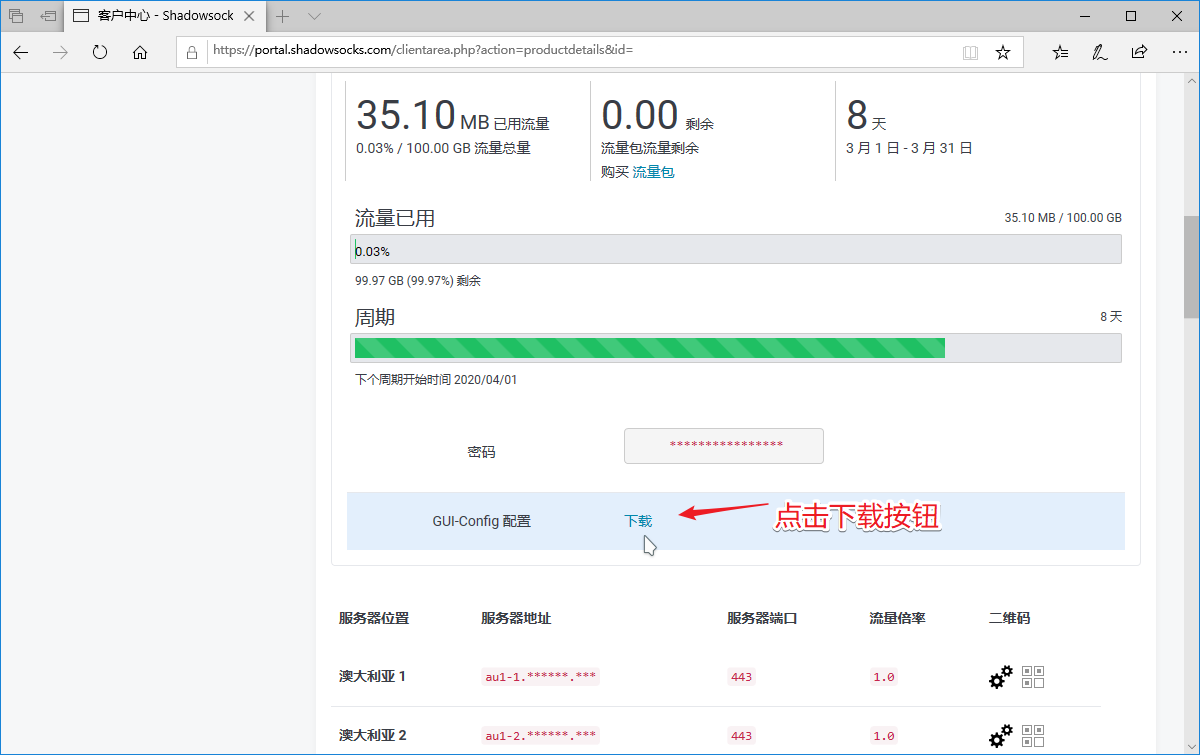 客户中心 - Shadowsock
https://portal.shadowsocks.com/clientarea.php?action=productdetails&id=
35.10 MB 已用流量
0.03% / 100.00 GB 流量总量
0.00 剩余
流量包流量剩余
购买 流量包
8 天
3 月 1 日 - 3 月 31 日
流量已用
35.10 MB / 100.00 GB
0.03%
99.97 GB (99.97%) 剩余
周期
8 天
下个周期开始时间 2020/04/01
密码
****************
GUI-Config 配置
下载
点击下载按钮
服务器位置 服务器地址 服务器端口 流量倍率 二维码
澳大利亚 1 au1-1.******.*** 443 1.0
澳大利亚 2 au1-2.******.*** 443 1.0